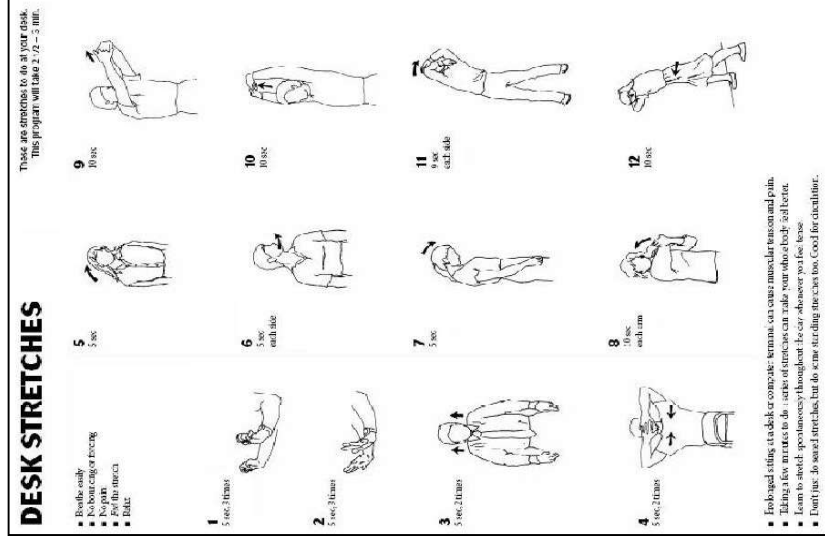 DESK STRETCHES
These are stretches to do at your desk.
This program will take 2 1/2 – 3 min.
■ Breathe easily
■ No bouncing or forcing
■ No pain
■ Feel the stretch
■ Relax
1
5 sec, 3 times
2
5 sec, 3 times
3
5 sec, 2 times
4
5 sec, 2 times
5
5 sec
6
5 sec
each side
7
5 sec
8
10 sec
each arm
9
10 sec
10
10 sec
11
9 sec
each side
12
10 sec
■ Prolonged sitting at a desk or computer terminal can cause muscular tension and pain.
■ Taking a few minutes to do a series of stretches can make your whole body feel better.
■ Learn to stretch spontaneously throughout the day whenever you feel tense.
■ Don't just do seated stretches, but do some standing stretches too. Good for circulation.